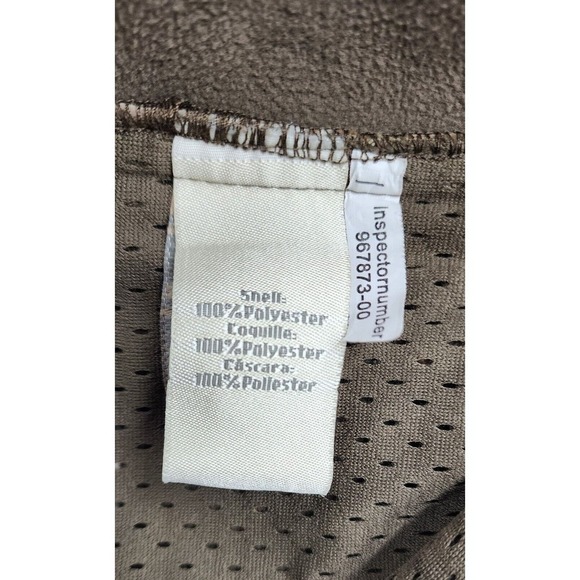 Shell:
100%Polyester
Coquille:
100%Polyester
Cáscara:
100%Poliester
Inspectornumber
967873-00